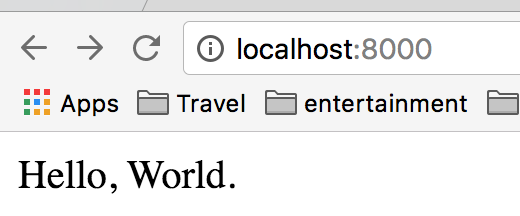 localhost:8000
Apps Travel entertainment
Hello, World.